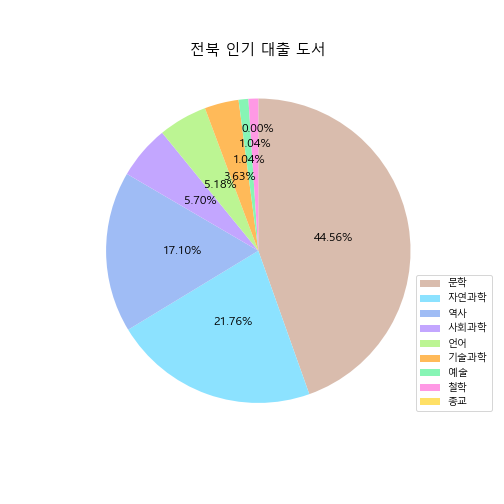 전북 인기 대출 도서
0.00%
1.04%
1.04%
3.63%
5.18%
5.70%
17.10%
44.56%
21.76%
문학
자연과학
역사
사회과학
언어
기술과학
예술
철학
종교